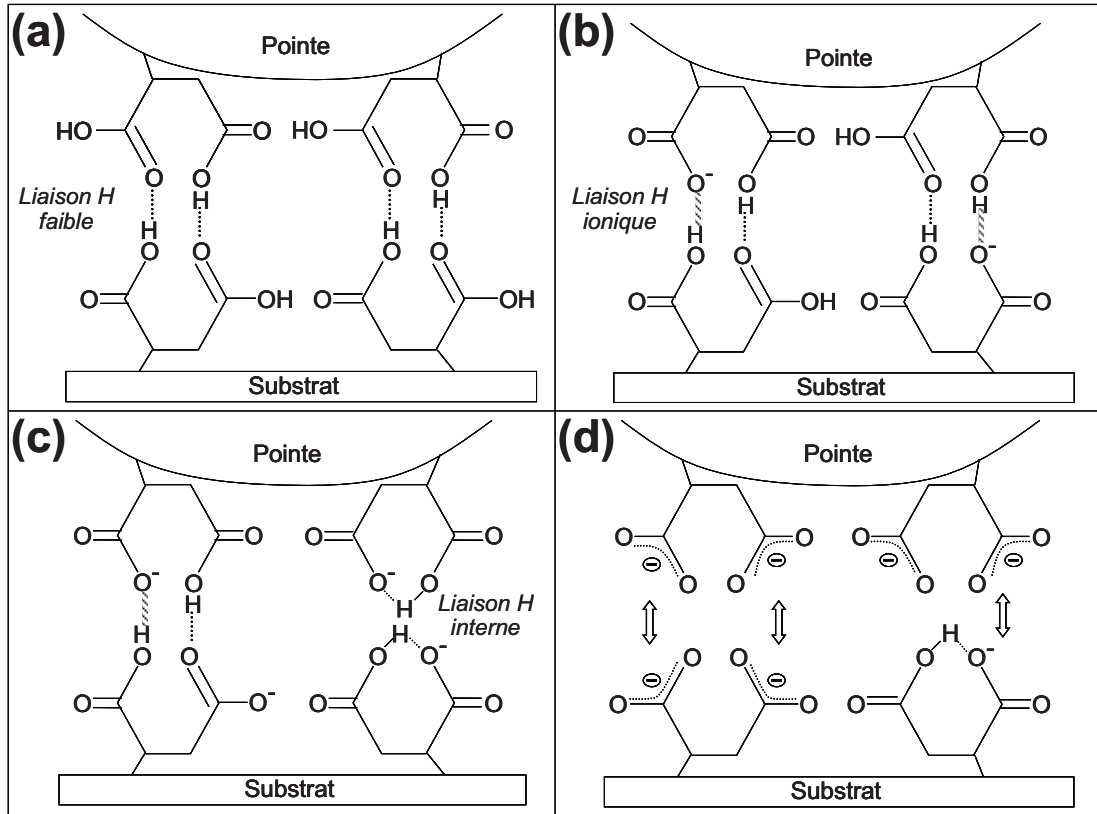 (a)
Pointe
HO O HO O
O O O O
Liaison H
faible
H H
H H
O O O O
O OH O OH
Substrat
(b)
Pointe
O O HO O
O⁻ O O O
Liaison H
ionique
H H
H H
O O O O⁻
O OH O O
Substrat
(c)
Pointe
O O O O
O⁻ O O⁻ O
H H
Liaison H
interne
H H
O O O O⁻
O O⁻ O O
Substrat
(d)
Pointe
O O O O
⊖ ⊖ ⊖ ⊖
O O O O
H
O O O O⁻
⊖ ⊖
O O O O
Substrat